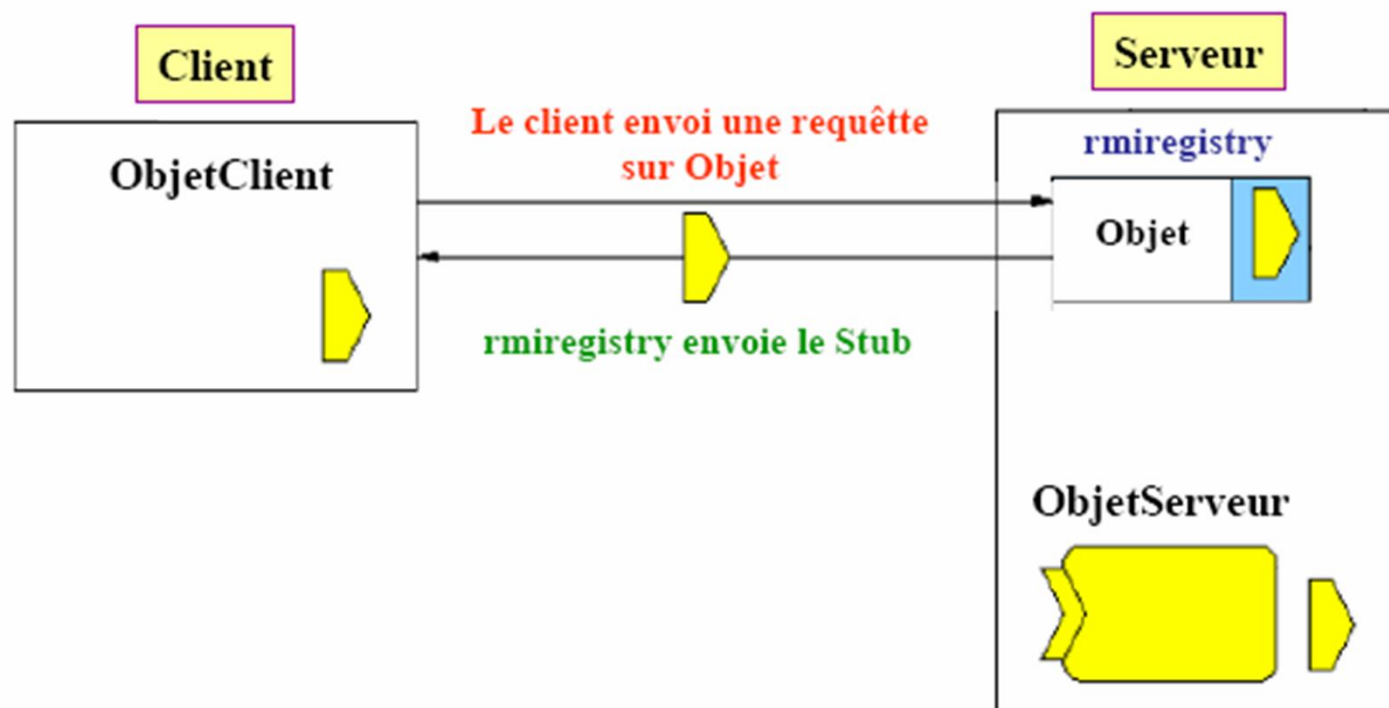 Client
Serveur
ObjetClient
Le client envoi une requêtte
sur Objet
rmiregistry
Objet
rmiregistry envoie le Stub
ObjetServeur